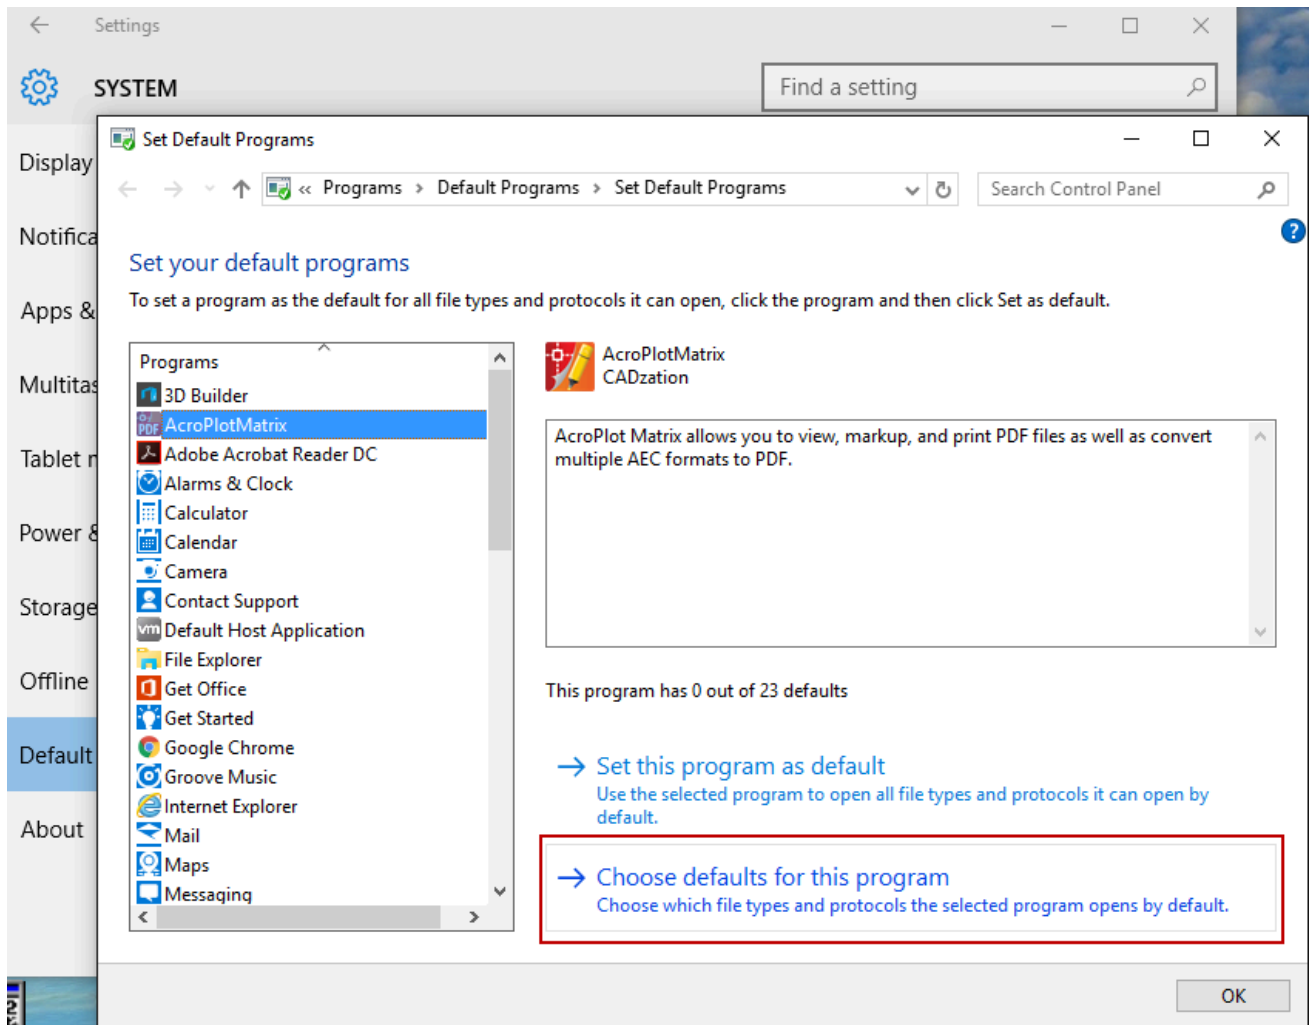 Settings
SYSTEM
Find a setting
Display
Notifica
Apps &
Multitas
Tablet
Power &
Storage
Offline
Default
About
Set Default Programs
« Programs > Default Programs > Set Default Programs
Search Control Panel
?
Set your default programs
To set a program as the default for all file types and protocols it can open, click the program and then click Set as default.
Programs
3D Builder
AcroPlotMatrix
Adobe Acrobat Reader DC
Alarms & Clock
Calculator
Calendar
Camera
Contact Support
vm Default Host Application
File Explorer
Get Office
Get Started
Google Chrome
Groove Music
Internet Explorer
Mail
Maps
Messaging
AcroPlotMatrix
CADzation
AcroPlot Matrix allows you to view, markup, and print PDF files as well as convert
multiple AEC formats to PDF.
This program has 0 out of 23 defaults
Set this program as default
Use the selected program to open all file types and protocols it can open by
default.
Choose defaults for this program
Choose which file types and protocols the selected program opens by default.
OK